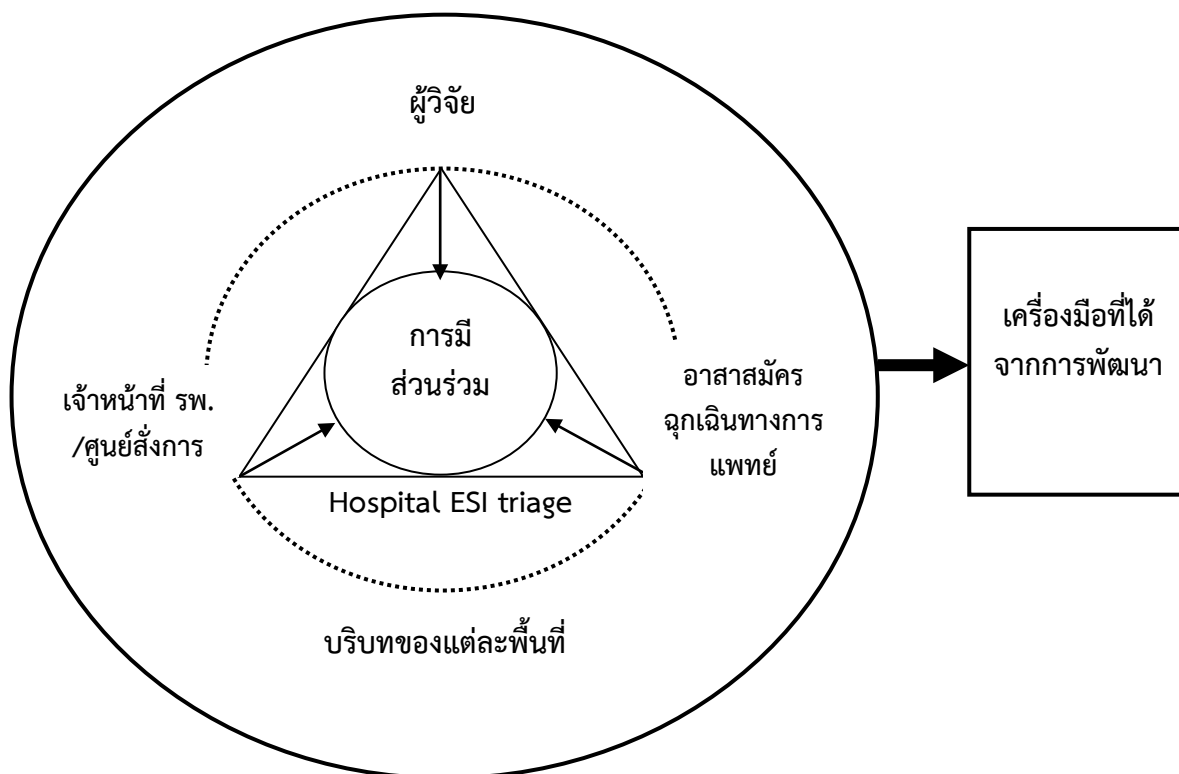 ผู้วิจัย
การมี
ส่วนร่วม
เจ้าหน้าที่ รพ.
/ศูนย์สั่งการ
อาสาสมัคร
ฉุกเฉินทางการ
แพทย์
Hospital ESI triage
บริบทของแต่ละพื้นที่
เครื่องมือที่ได้
จากการพัฒนา